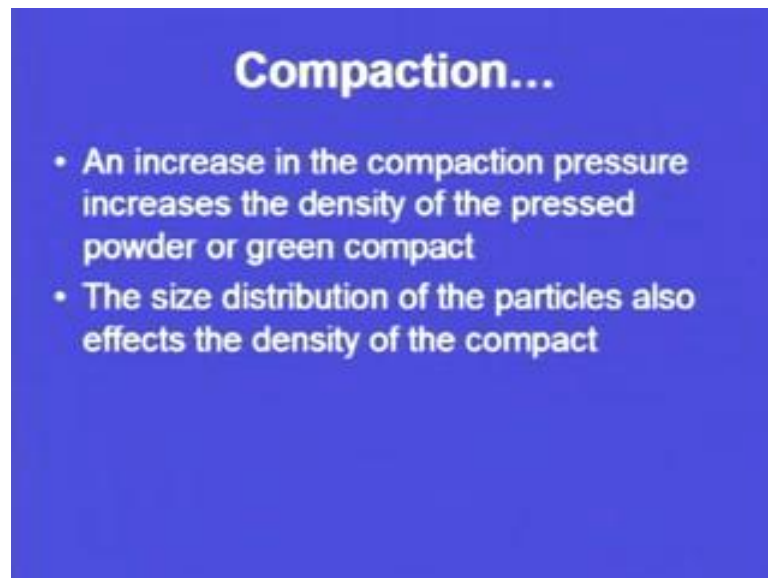 Compaction...
• An increase in the compaction pressure
increases the density of the pressed
powder or green compact
• The size distribution of the particles also
effects the density of the compact